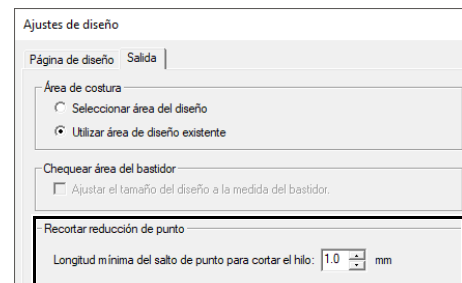 Ajustes de diseño
Página de diseño Salida
Área de costura
Seleccionar área del diseño
Utilizar área de diseño existente
Chequear área del bastidor
Ajustar el tamaño del diseño a la medida del bastidor.
Recortar reducción de punto
Longitud mínima del salto de punto para cortar el hilo: 1.0 mm